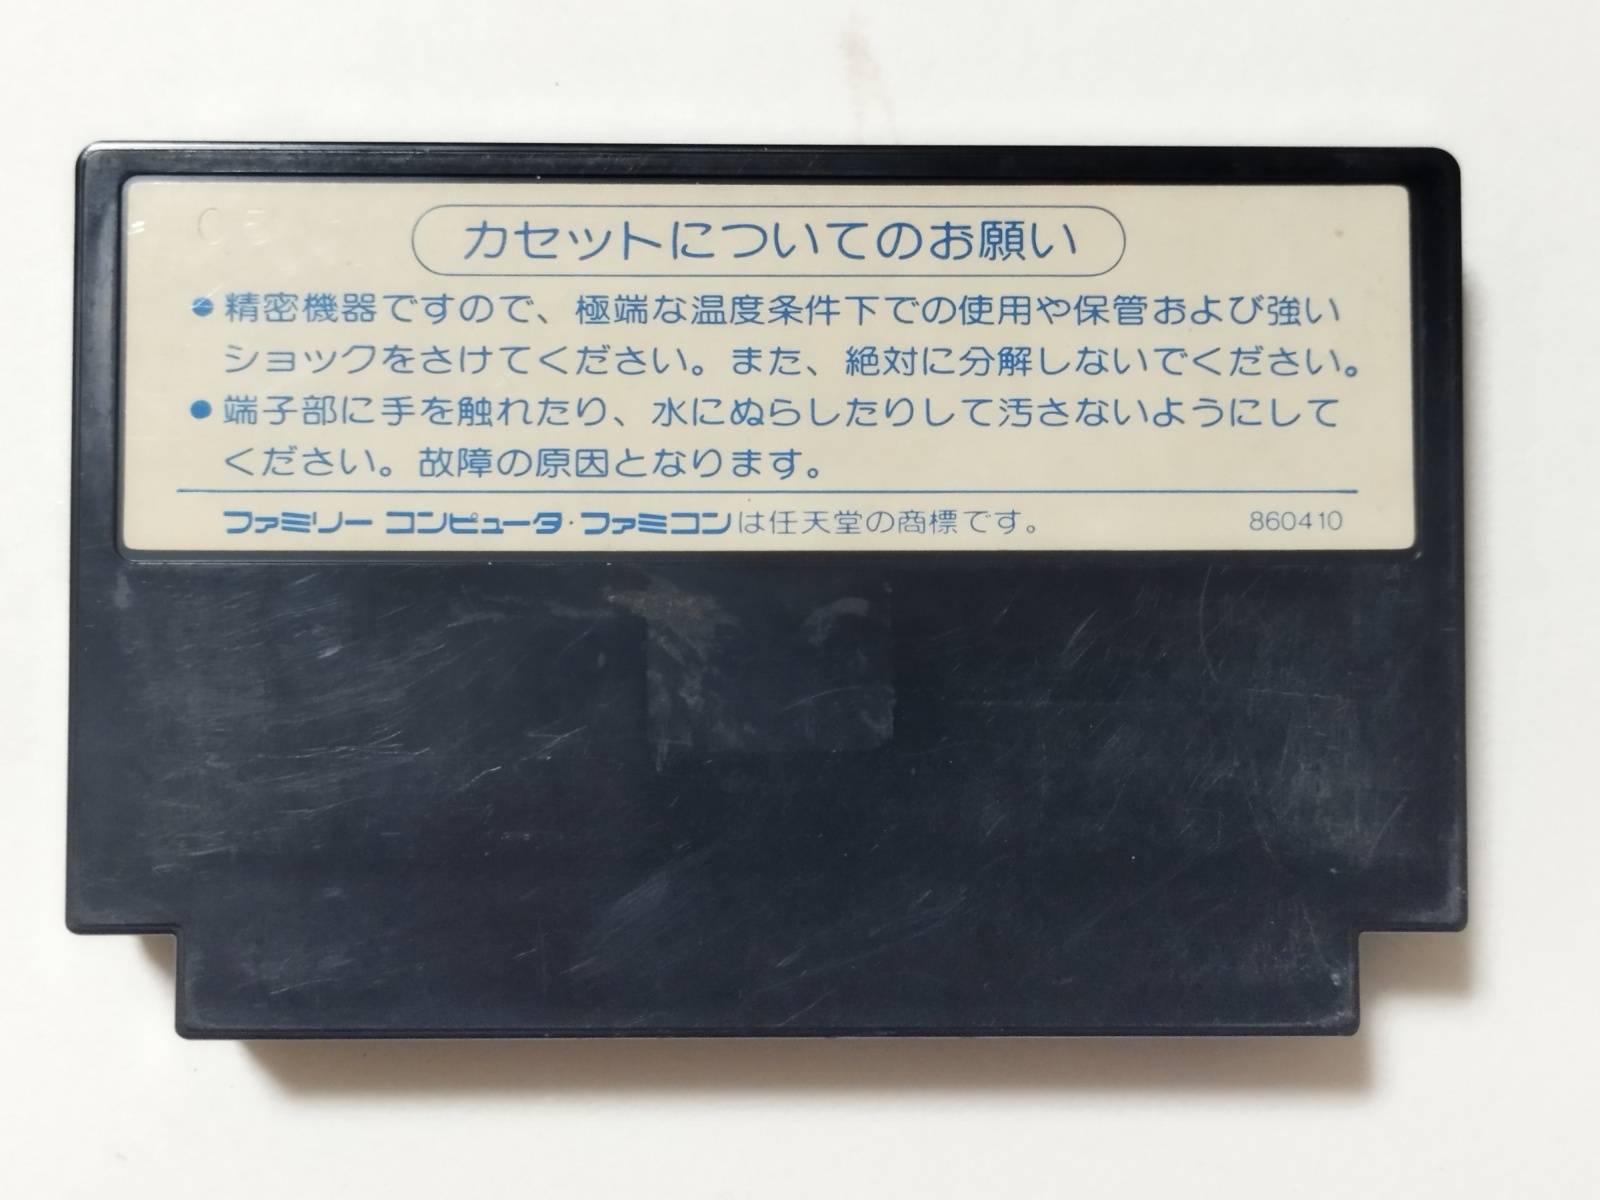 カセットについてのお願い
●精密機器ですので、極端な温度条件下での使用や保管および強い
ショックをさけてください。また、絶対に分解しないでください。
●端子部に手を触れたり、水にぬらしたりして汚さないようにして
ください。故障の原因となります。
ファミリー コンピュータ・ファミコンは任天堂の商標です。 860410